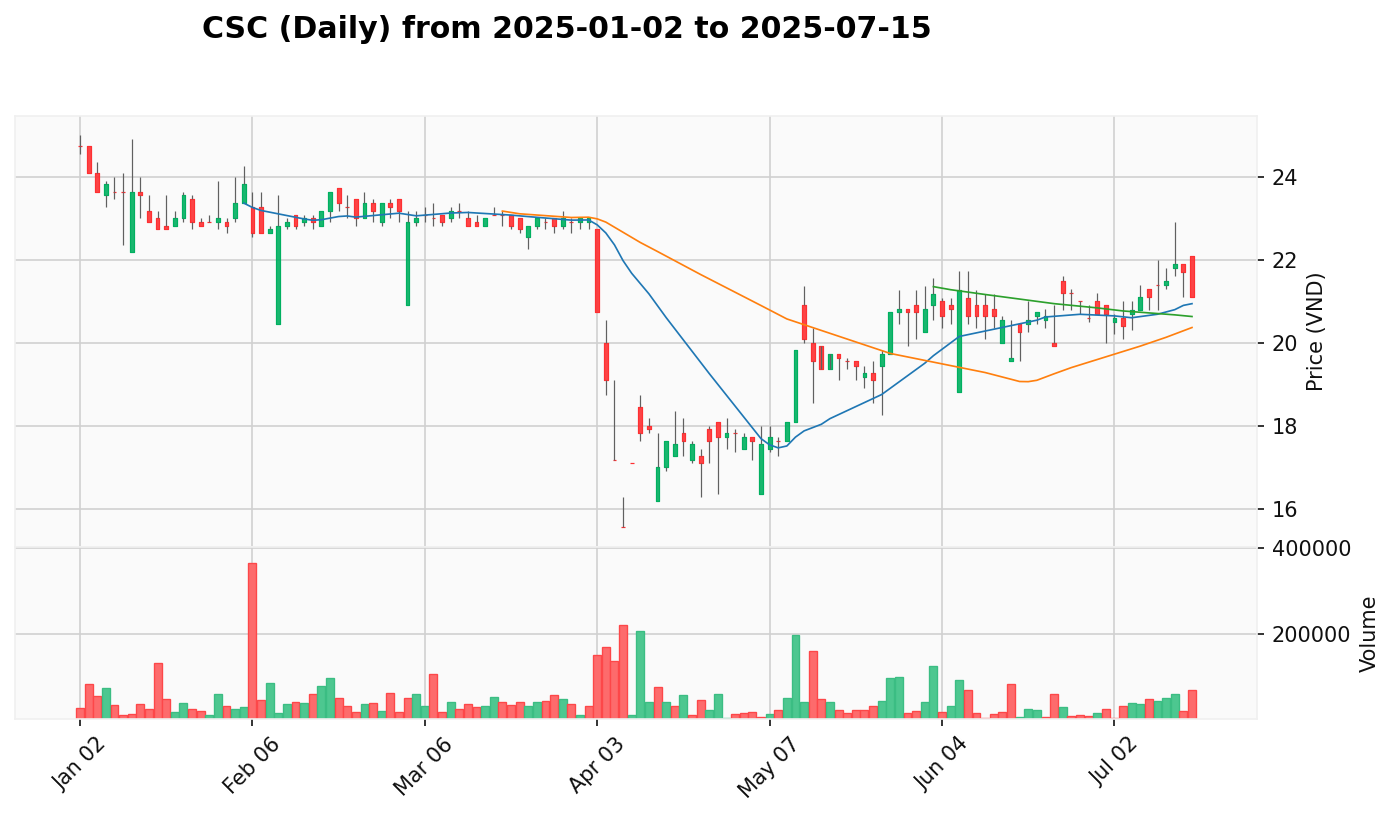 CSC (Daily) from 2025-01-02 to 2025-07-15
24
22
20
18
16
Price (VND)
400000
200000
Volume
Jan 02
Feb 06
Mar 06
Apr 03
May 07
Jun 04
Jul 02